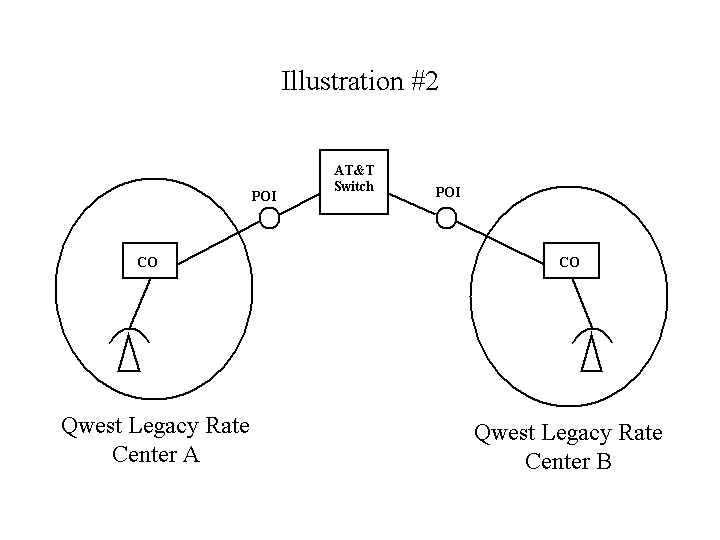 Illustration #2
AT&T
Switch
POI
POI
CO
CO
Qwest Legacy Rate
Center A
Qwest Legacy Rate
Center B